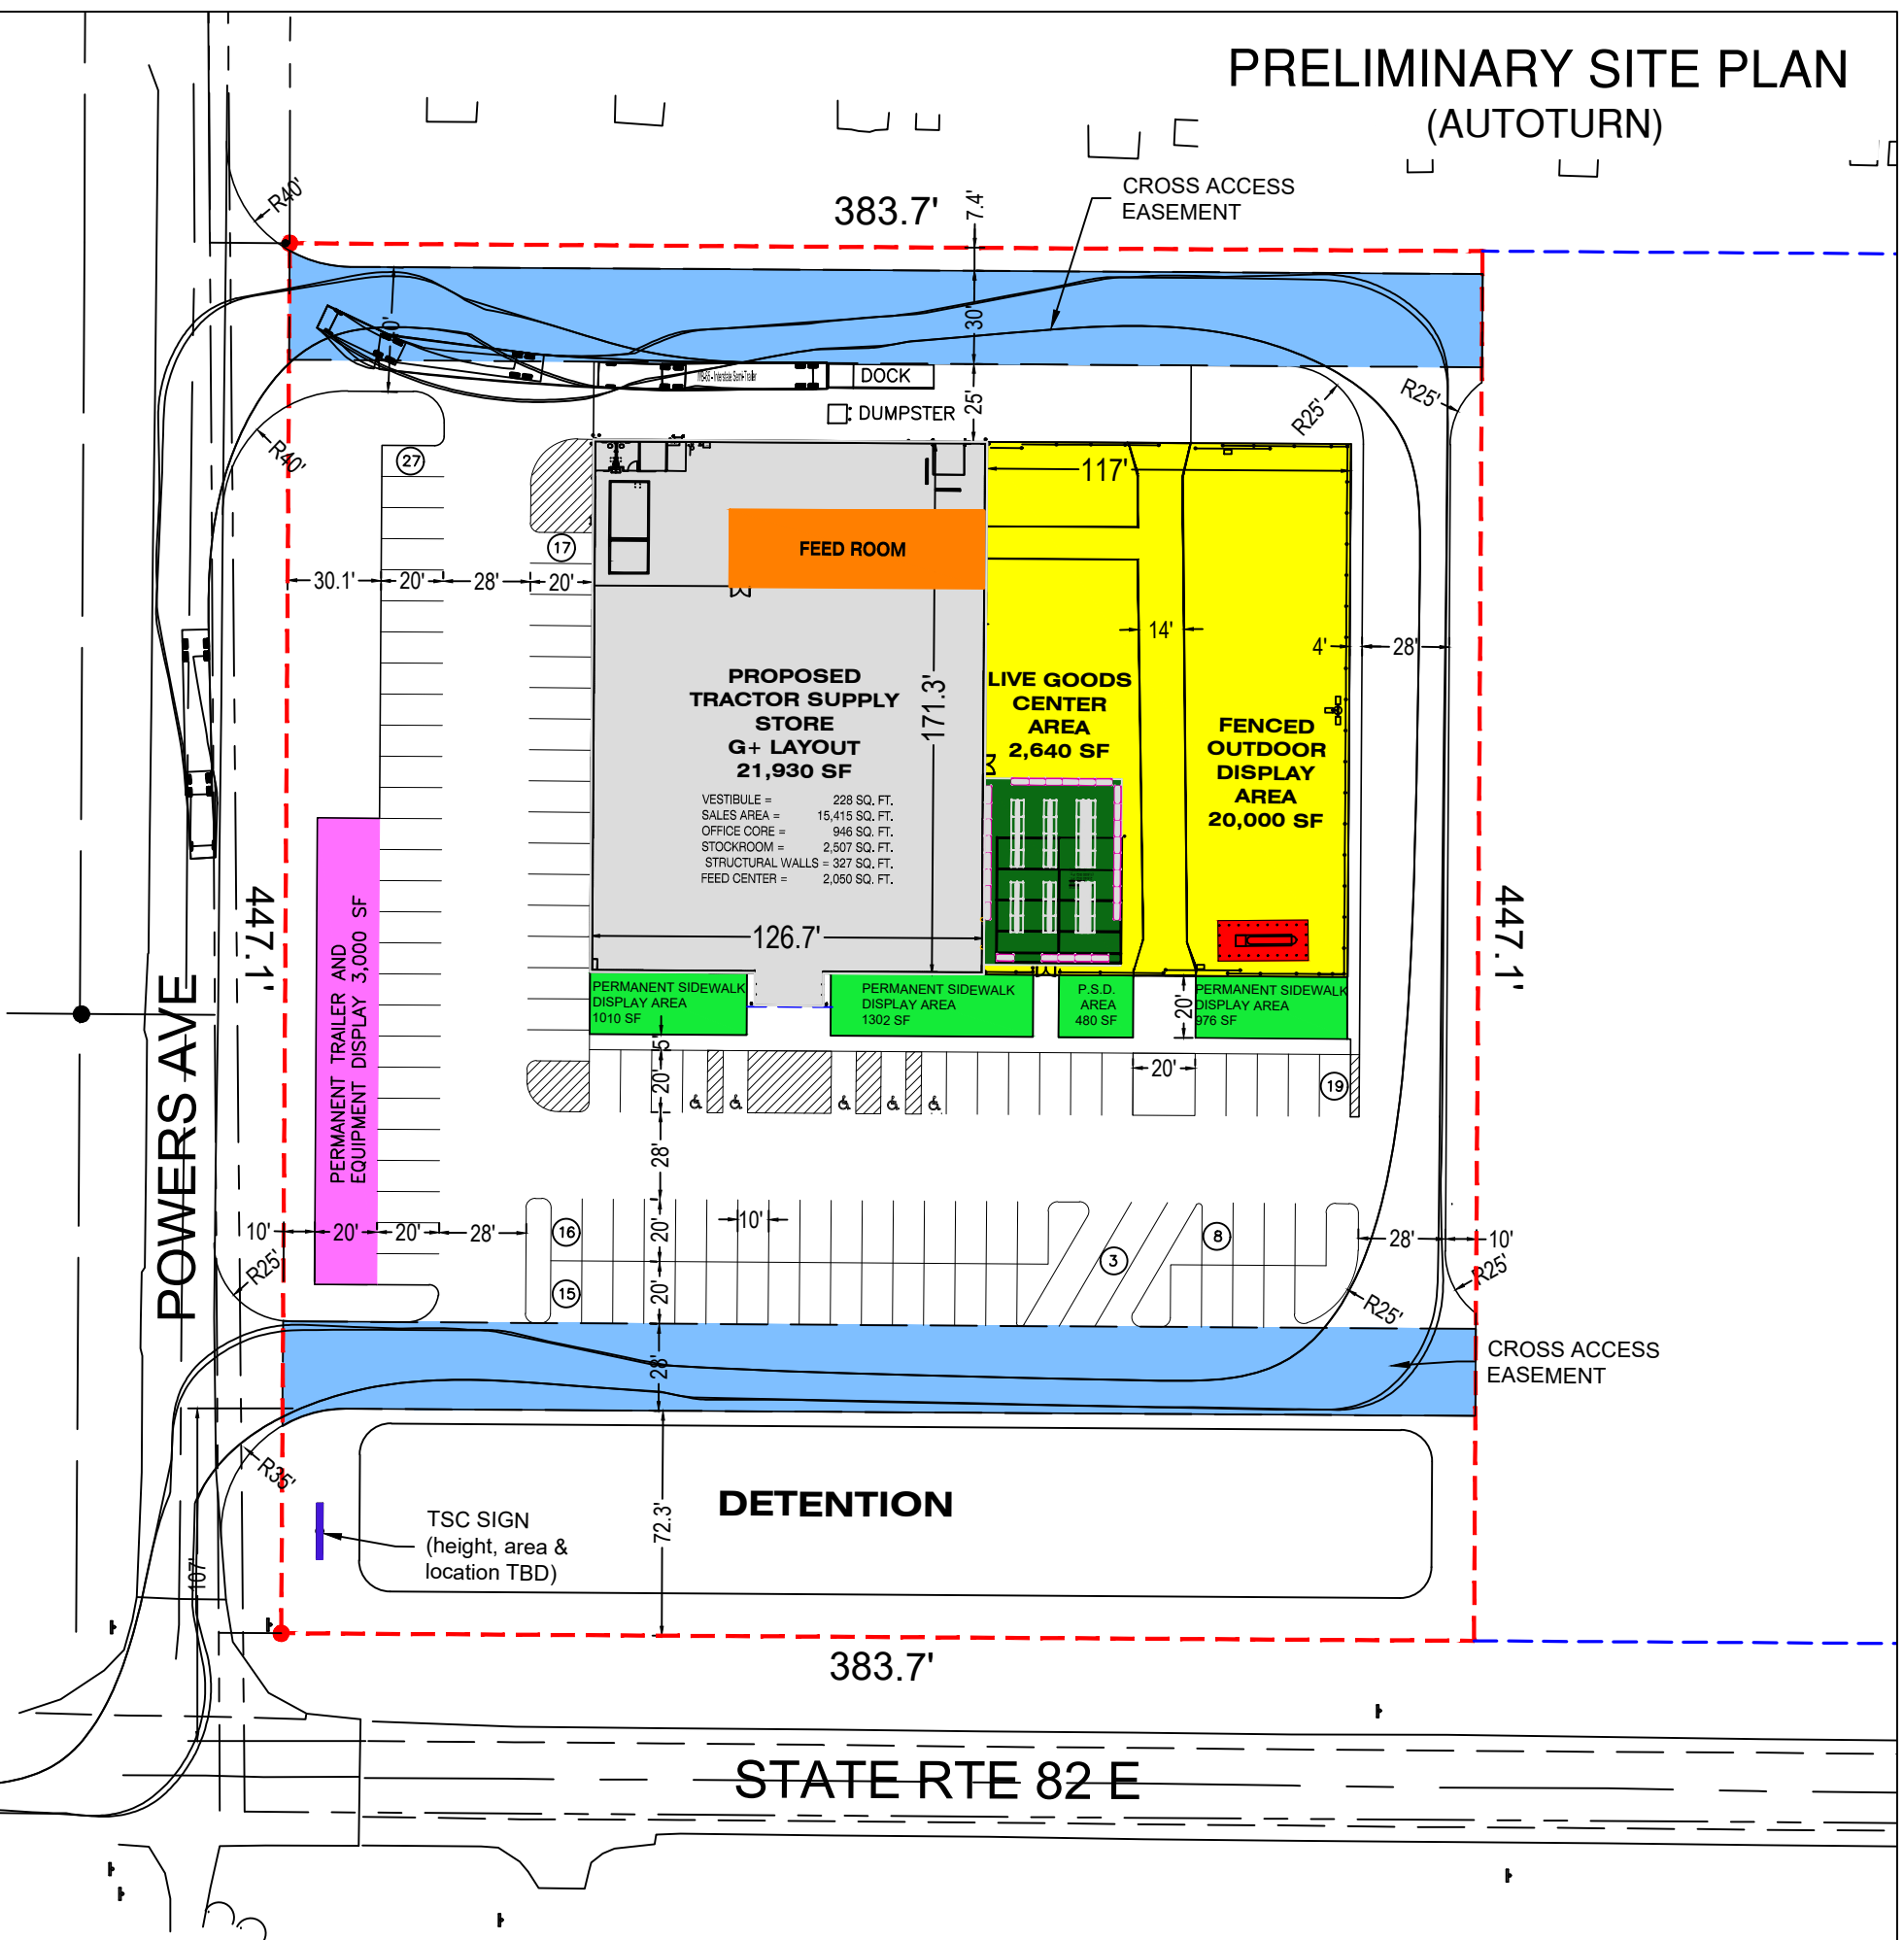 PRELIMINARY SITE PLAN
(AUTOTURN)
R40'
383.7'
7.4'
CROSS ACCESS
EASEMENT
30'
DOCK
DUMPSTER
25'
R25'
R25'
R40'
27
17
117'
FEED ROOM
30.1'
20'
28'
20'
14'
4'
28'
171.3'
PROPOSED
TRACTOR SUPPLY
STORE
G+ LAYOUT
21,930 SF
VESTIBULE = 228 SQ. FT.
SALES AREA = 15,415 SQ. FT.
OFFICE CORE = 946 SQ. FT.
STOCKROOM = 2,507 SQ. FT.
STRUCTURAL WALLS = 327 SQ. FT.
FEED CENTER = 2,050 SQ. FT.
LIVE GOODS
CENTER
AREA
2,640 SF
FENCED
OUTDOOR
DISPLAY
AREA
20,000 SF
447.1'
447.1'
126.7'
PERMANENT TRAILER AND
EQUIPMENT DISPLAY 3,000 SF
POWERS AVE
PERMANENT SIDEWALK
DISPLAY AREA
1010 SF
PERMANENT SIDEWALK
DISPLAY AREA
1302 SF
P.S.D.
AREA
480 SF
20'
PERMANENT SIDEWALK
DISPLAY AREA
976 SF
5'
20'
20'
19
28'
10'
20'
20'
28'
16
20'
10'
3
8
28'
10'
R25'
15
20'
R25'
R25'
28'
CROSS ACCESS
EASEMENT
R35'
DETENTION
72.3'
TSC SIGN
(height, area &
location TBD)
107'
383.7'
STATE RTE 82 E